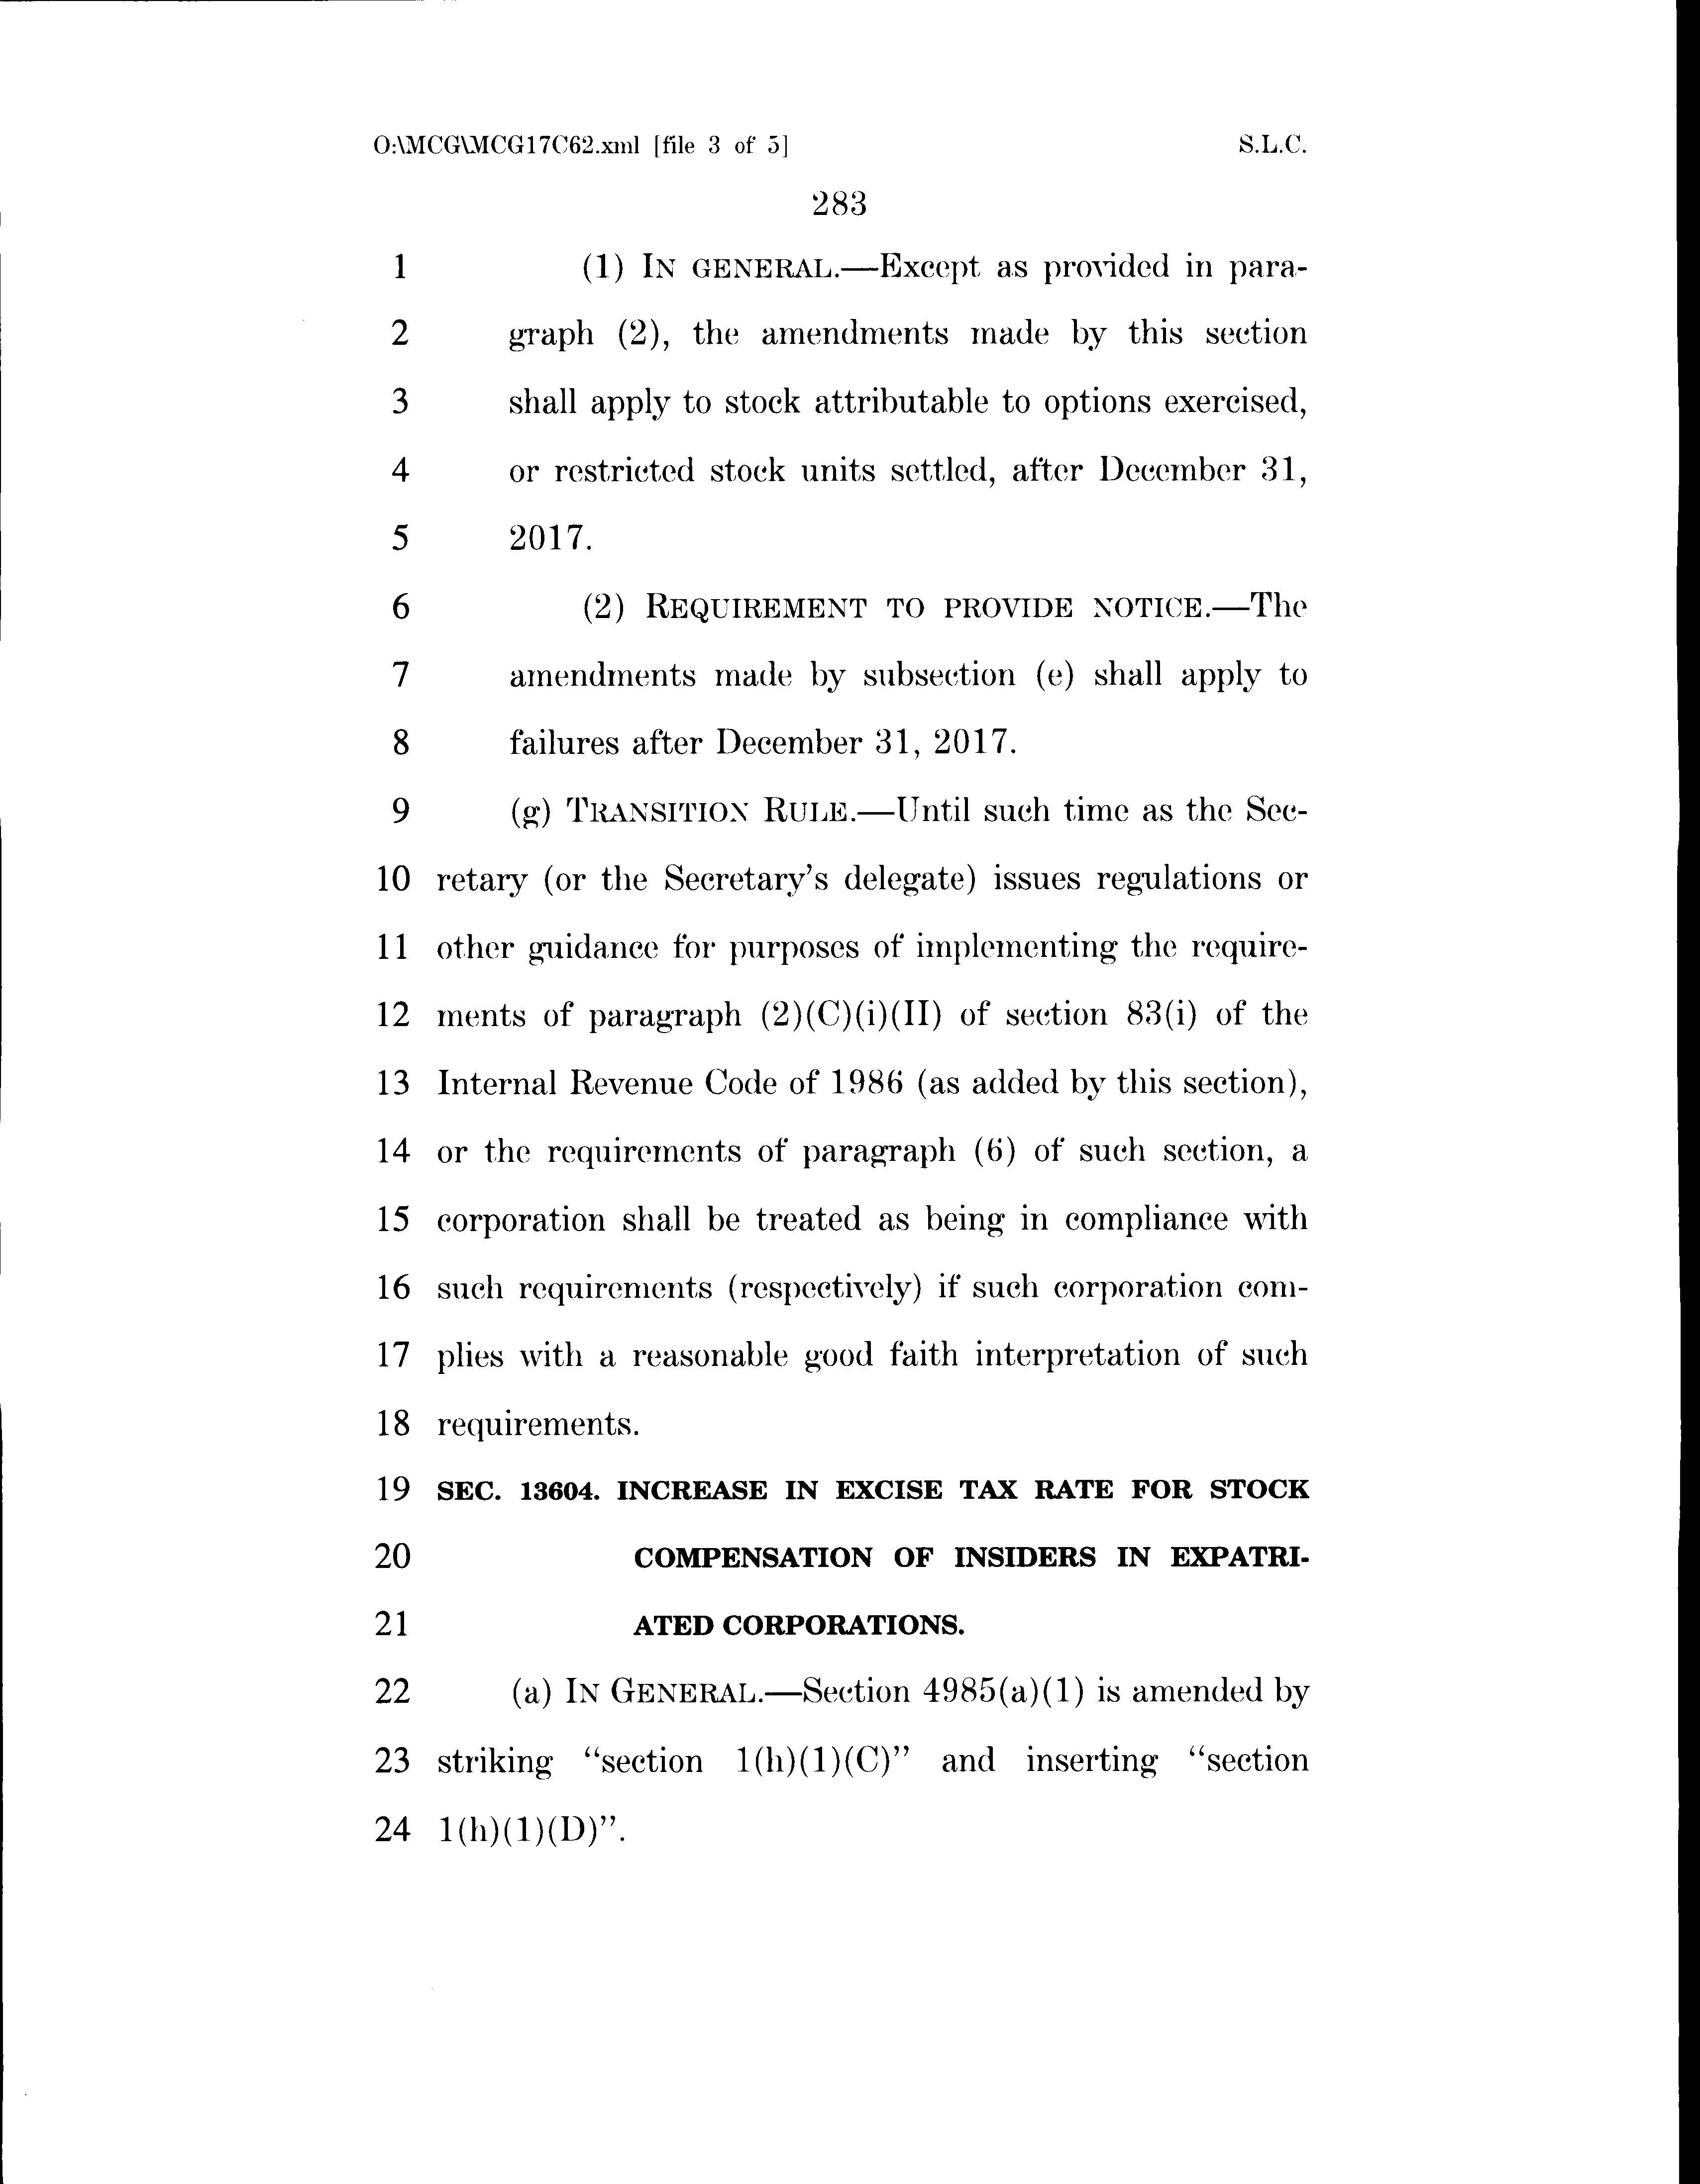 O:\MCG\MCG17C62.xml [file 3 of 5] S.L.C.
283
1 (1) IN GENERAL.—Except as provided in para-
2 graph (2), the amendments made by this section
3 shall apply to stock attributable to options exercised,
4 or restricted stock units settled, after December 31,
5 2017.
6 (2) REQUIREMENT TO PROVIDE NOTICE.—The
7 amendments made by subsection (e) shall apply to
8 failures after December 31, 2017.
9 (g) TRANSITION RULE.—Until such time as the Sec-
10 retary (or the Secretary's delegate) issues regulations or
11 other guidance for purposes of implementing the require-
12 ments of paragraph (2)(C)(i)(II) of section 83(i) of the
13 Internal Revenue Code of 1986 (as added by this section),
14 or the requirements of paragraph (6) of such section, a
15 corporation shall be treated as being in compliance with
16 such requirements (respectively) if such corporation com-
17 plies with a reasonable good faith interpretation of such
18 requirements.
19 SEC. 13604. INCREASE IN EXCISE TAX RATE FOR STOCK
20 COMPENSATION OF INSIDERS IN EXPATRI-
21 ATED CORPORATIONS.
22 (a) IN GENERAL.—Section 4985(a)(1) is amended by
23 striking “section 1(h)(1)(C)” and inserting “section
24 1(h)(1)(D)”.